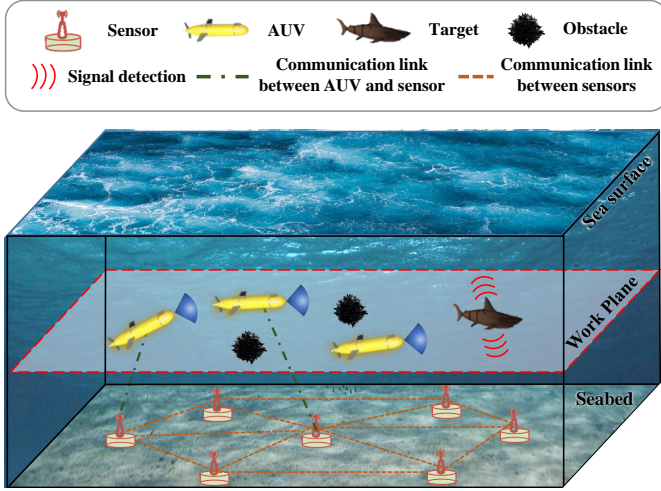 Sensor
AUV
Target
Obstacle
Signal detection
Communication link
between AUV and sensor
Communication link
between sensors
Sea surface
Work Plane
Seabed